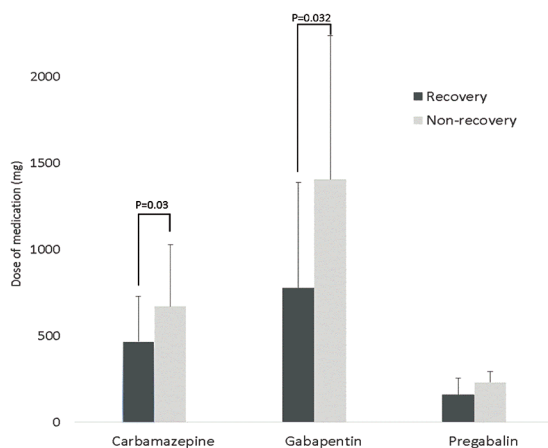 P=0.032
2000
Recovery
Non-recovery
1500
P=0.03
Dose of medication (mg)
1000
500
0
Carbamazepine
Gabapentin
Pregabalin